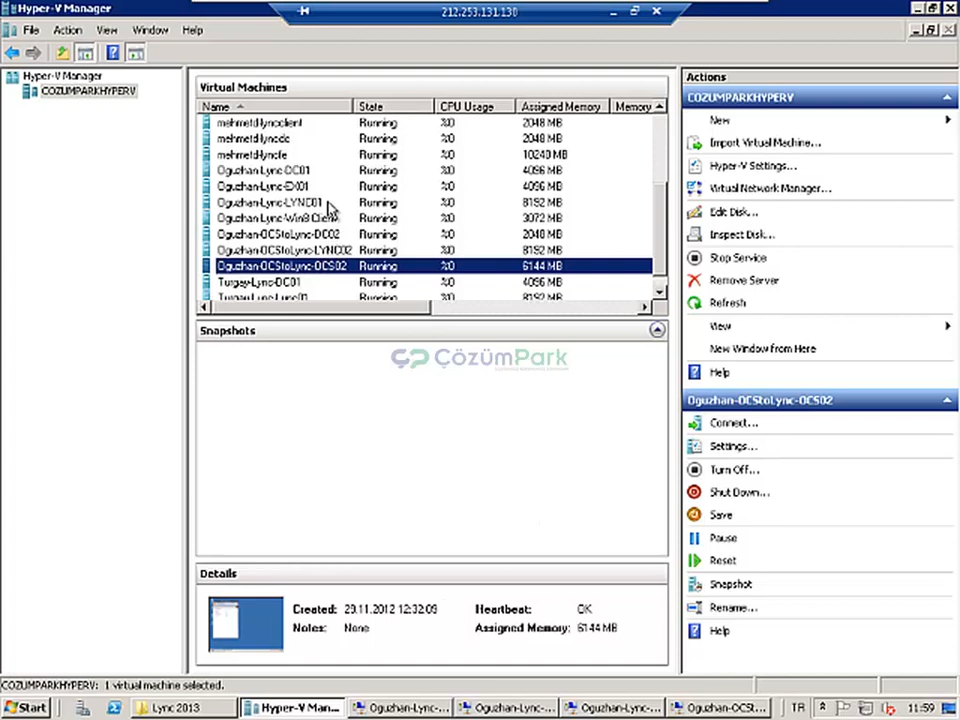 Hyper-V Manager
212.253.131.130
File Action View Window Help
Hyper-V Manager
COZUMPARKHYPERV
Virtual Machines
Name State CPU Usage Assigned Memory Memory
Running %0 2048 MB
Running %0 2048 MB
Running %0 10240 MB
Oguzhan-Lync-DC01 Running %0 4096 MB
Oguzhan-Lync-EX01 Running %0 4096 MB
Oguzhan-Lync-LYNC01 Running %0 8192 MB
Oguzhan-Lync-Win8 Client Running %0 3072 MB
Oguzhan-OCStoLync-DC02 Running %0 2048 MB
Oguzhan-OCStoLync-LYNC02 Running %0 8192 MB
Oguzhan-OCStoLync-OCS02 Running %0 6144 MB
Turgay-Lync-DC01 Running %0 4096 MB
Turgay-Lync-Lync01 Running %0 8192 MB
Snapshots
ÇözümPark
Details
Created: 29.11.2012 12:32:09 Heartbeat: OK
Notes: None Assigned Memory: 6144 MB
Actions
COZUMPARKHYPERV
New
Import Virtual Machine...
Hyper-V Settings...
Virtual Network Manager...
Edit Disk...
Inspect Disk...
Stop Service
Remove Server
Refresh
View
New Window from Here
Help
Oguzhan-OCStoLync-OCS02
Connect...
Settings...
Turn Off...
Shut Down...
Save
Pause
Reset
Snapshot
Rename...
Help
COZUMPARKHYPERV: 1 virtual machine selected.
Start Lync 2013 Hyper-V Man... Oguzhan-Lync-... Oguzhan-Lync-... Oguzhan-Lync-... Oguzhan-OCSt... TR 11:59